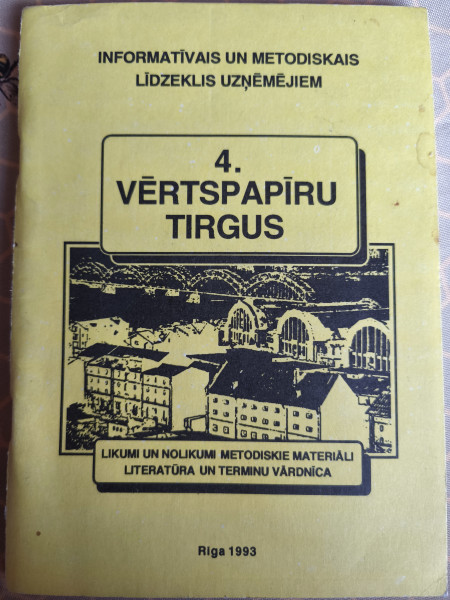 INFORMATĪVAIS UN METODISKAIS
LĪDZEKLIS UZŅĒMĒJIEM
4.
VĒRTSPAPĪRU
TIRGUS
LIKUMI UN NOLIKUMI METODISKIE MATERIĀLI
LITERATŪRA UN TERMINU VĀRDNĪCA
Rīga 1993